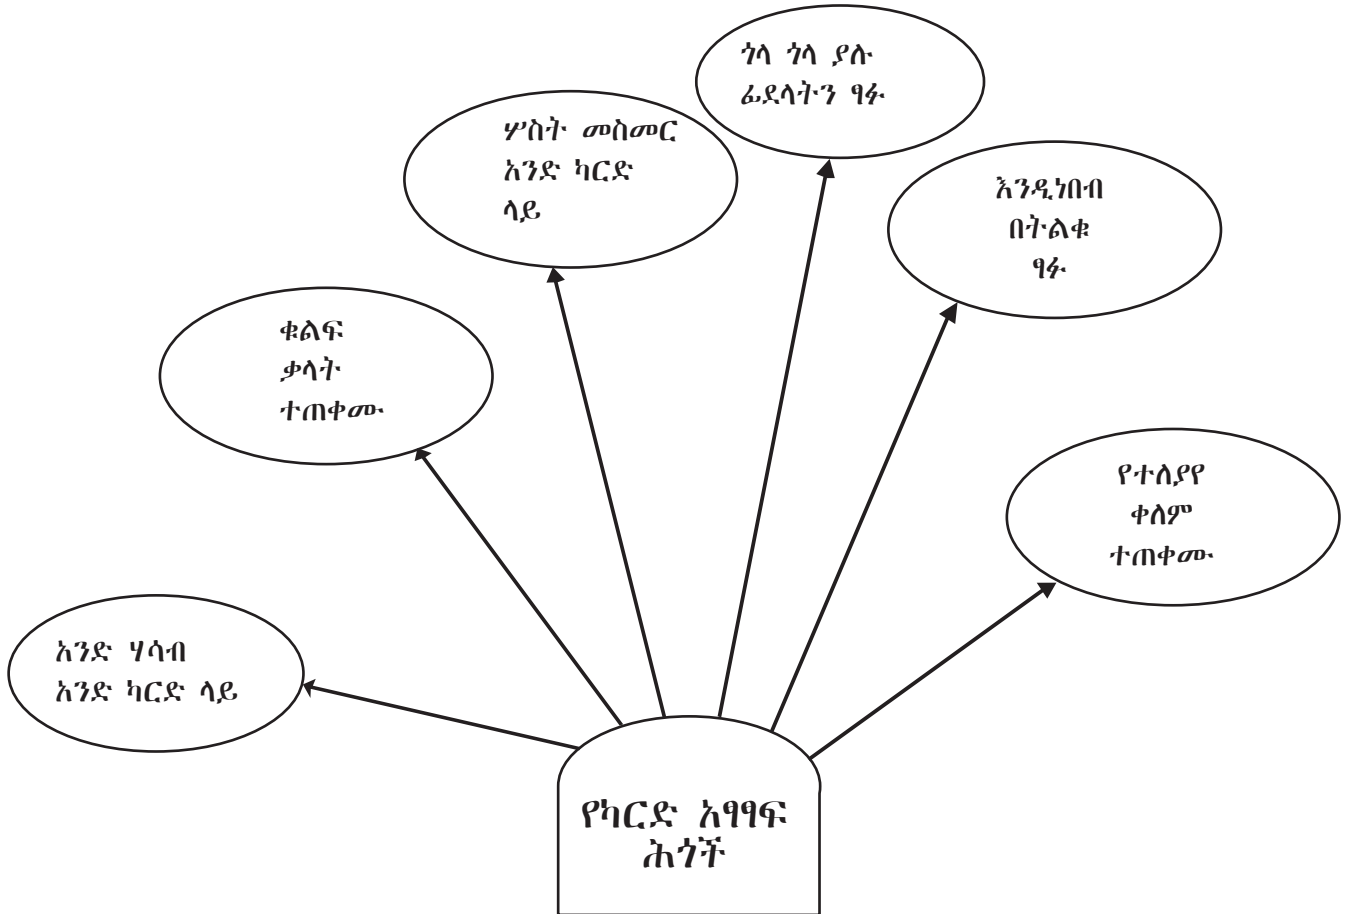 ጎላ ጎላ ያሉ
ፊደላትን ፃፉ
ሦስት መስመር
አንድ ካርድ
ላይ
እንዲነበብ
በትልቁ
ፃፉ
ቁልፍ
ቃላት
ተጠቀሙ
የተለያየ
ቀለም
ተጠቀሙ
አንድ ሃሳብ
አንድ ካርድ ላይ
የካርድ አፃፃፍ
ሕጎች